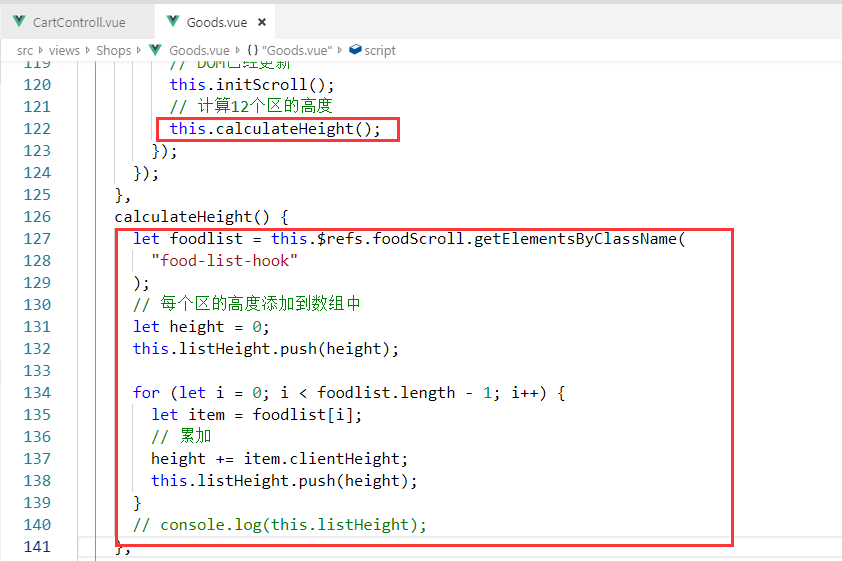 CartControll.vue
Goods.vue ×
src views Shops Goods.vue {} "Goods.vue" script
119 // DOM已经更新
120 this.initScroll();
121 // 计算12个区的高度
122 this.calculateHeight();
123 });
124 });
125 },
126 calculateHeight() {
127 let foodlist = this.$refs.foodScroll.getElementsByClassName(
128 "food-list-hook"
129 );
130 // 每个区的高度添加到数组中
131 let height = 0;
132 this.listHeight.push(height);
133
134 for (let i = 0; i < foodlist.length - 1; i++) {
135 let item = foodlist[i];
136 // 累加
137 height += item.clientHeight;
138 this.listHeight.push(height);
139 }
140 // console.log(this.listHeight);
141 },